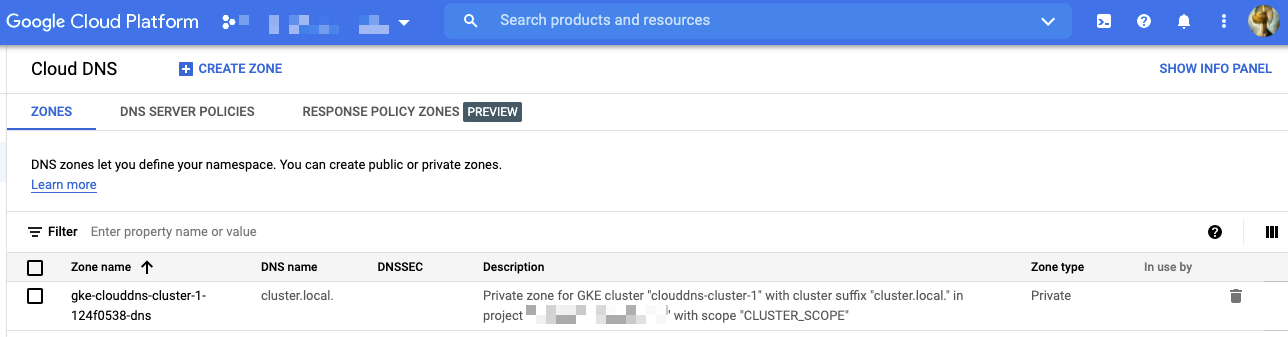 Google Cloud Platform
Search products and resources
Cloud DNS CREATE ZONE SHOW INFO PANEL
ZONES DNS SERVER POLICIES RESPONSE POLICY ZONES PREVIEW
DNS zones let you define your namespace. You can create public or private zones.
Learn more
Filter Enter property name or value
Zone name DNS name DNSSEC Description Zone type In use by
gke-clouddns-cluster-1- cluster.local. Private zone for GKE cluster "clouddns-cluster-1" with cluster suffix "cluster.local." in Private
124f0538-dns project ' with scope "CLUSTER_SCOPE"